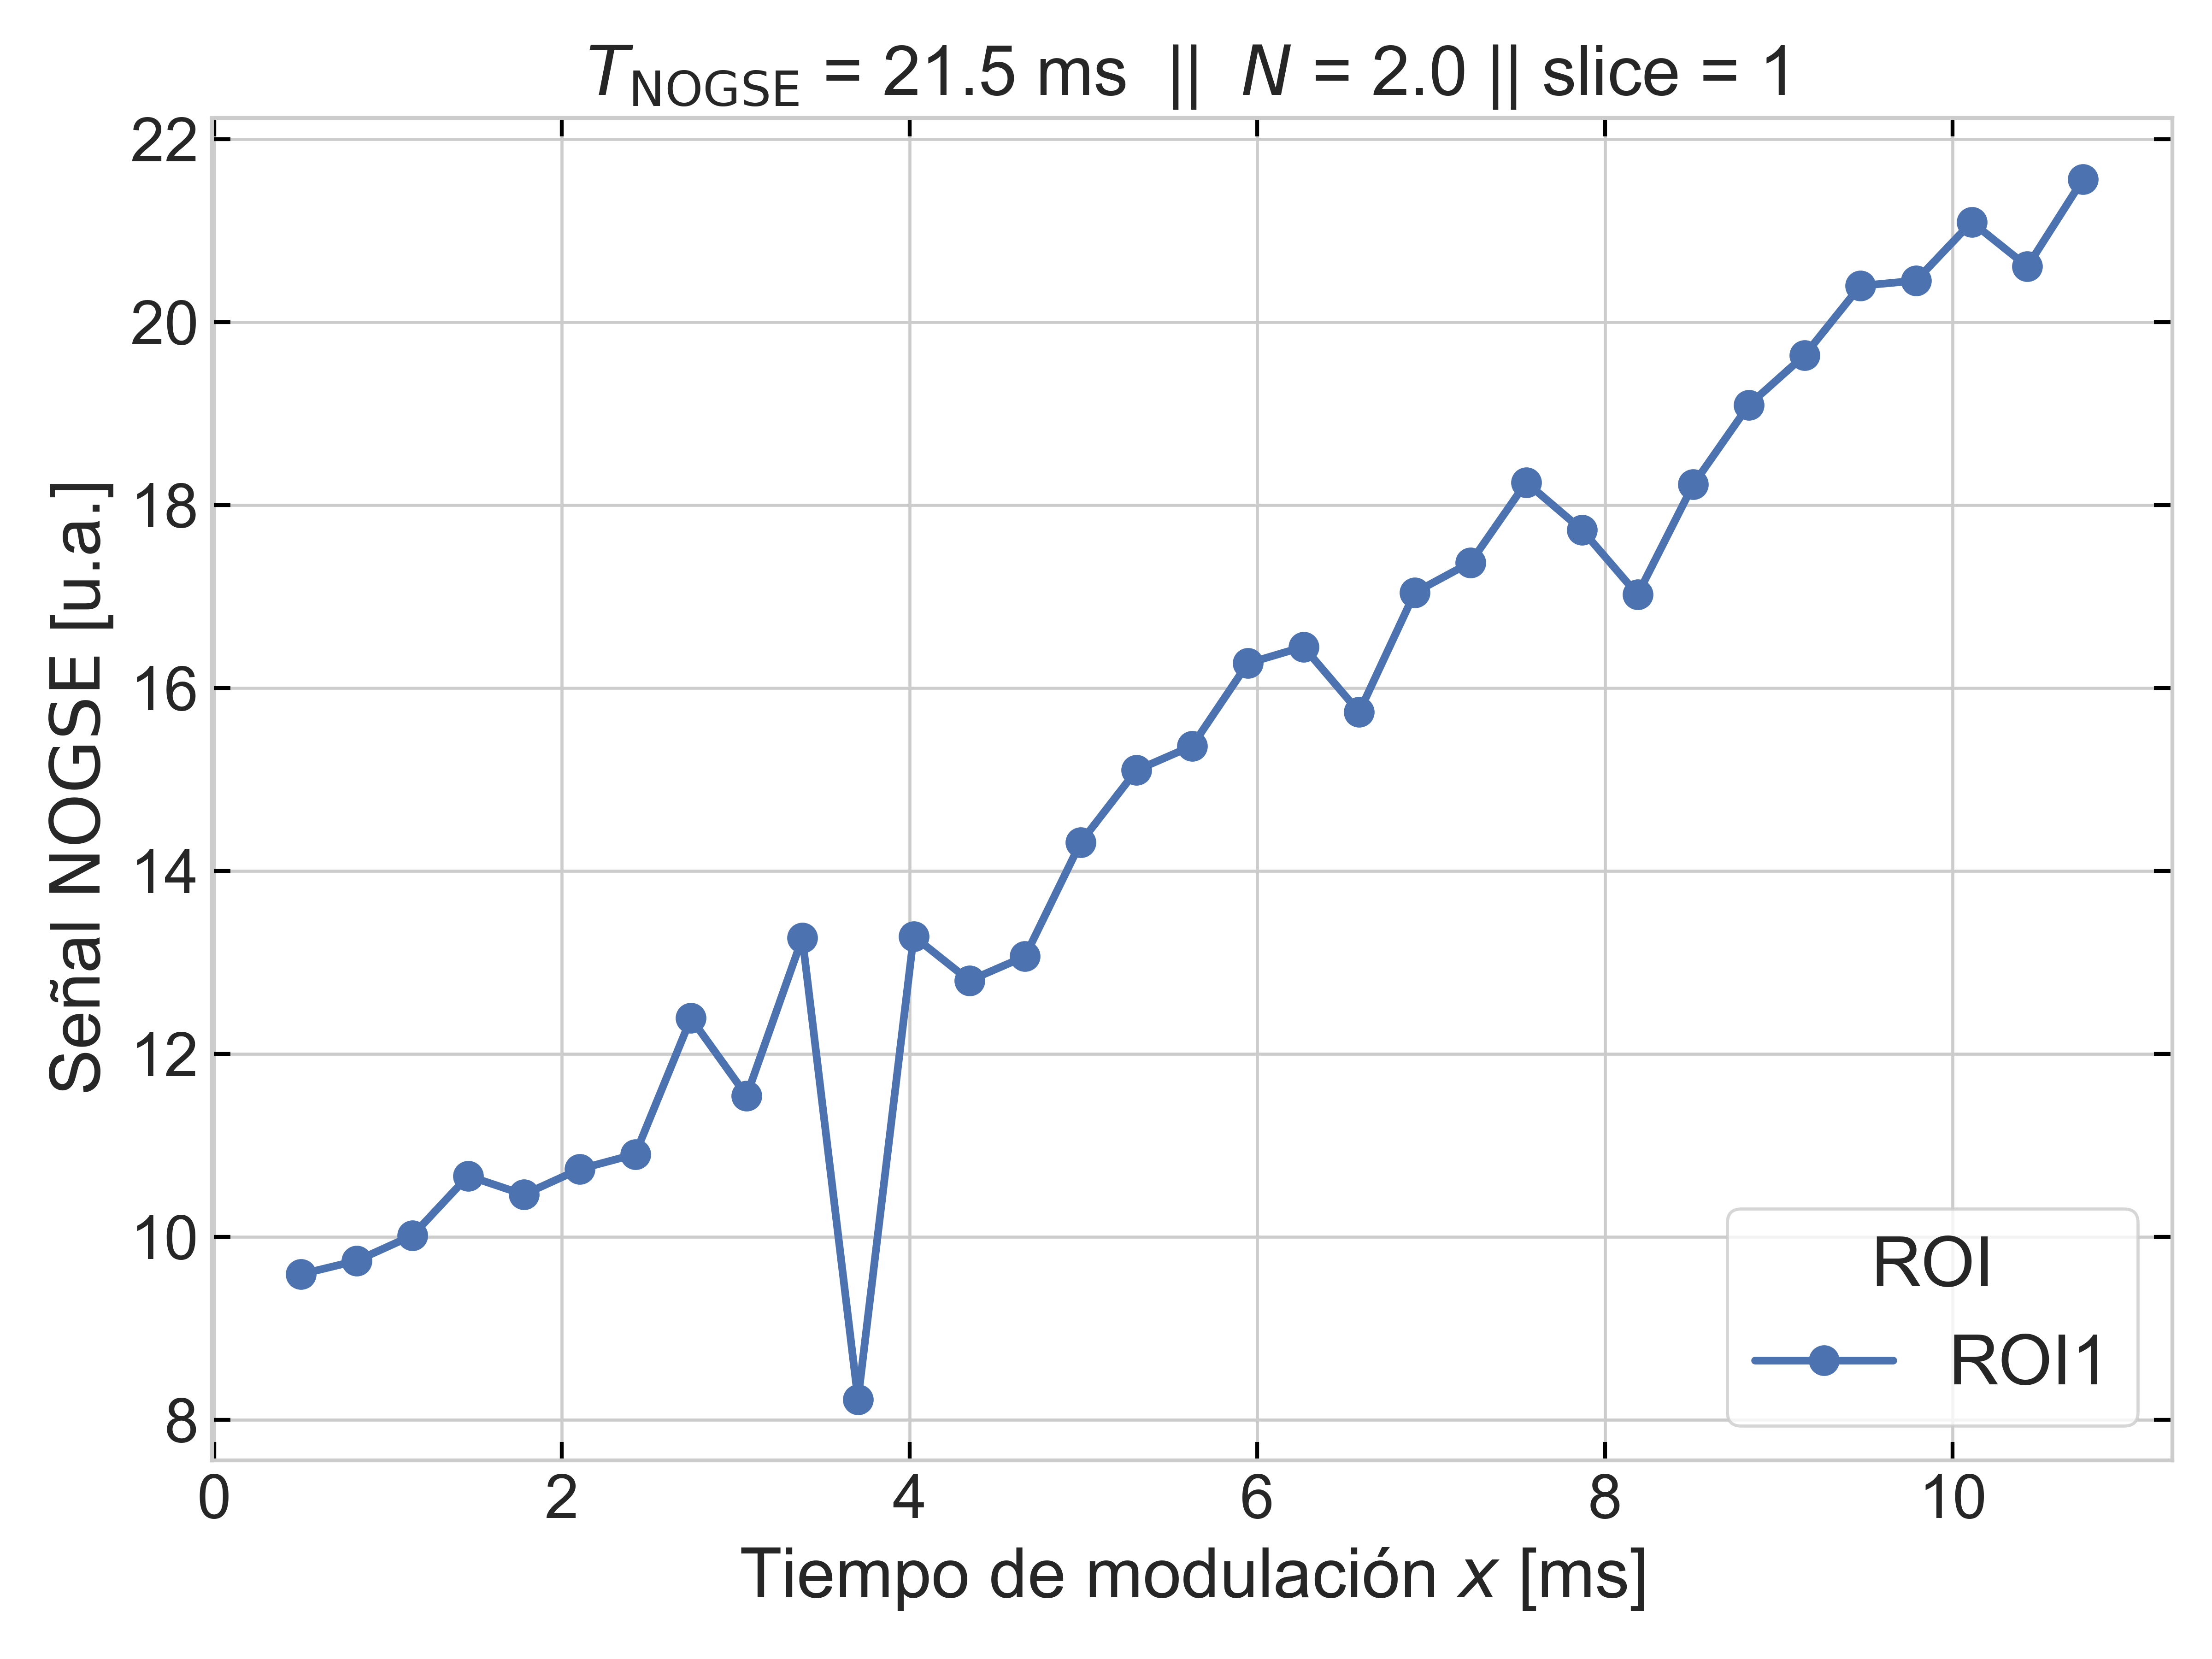 T_NOGSE = 21.5 ms || N = 2.0 || slice = 1
Señal NOGSE [u.a.]
22
20
18
16
14
12
10
8
0 2 4 6 8 10
Tiempo de modulación x [ms]
ROI
ROI1